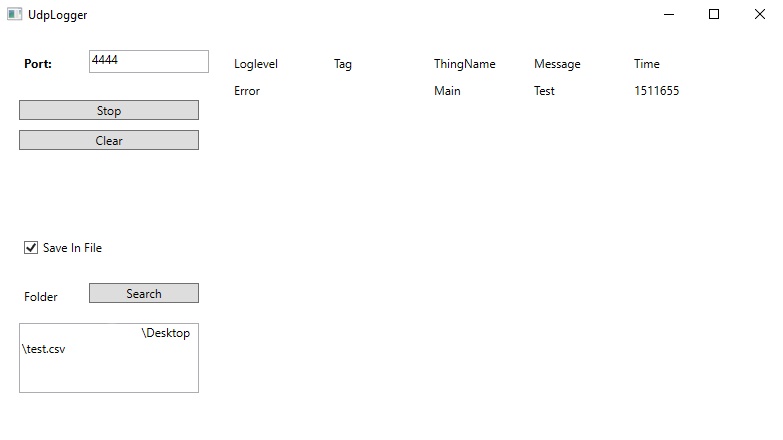 UdpLogger
Port: 4444
Loglevel Tag ThingName Message Time
Error Main Test 1511655
Stop
Clear
Save In File
Folder Search
\Desktop
\test.csv